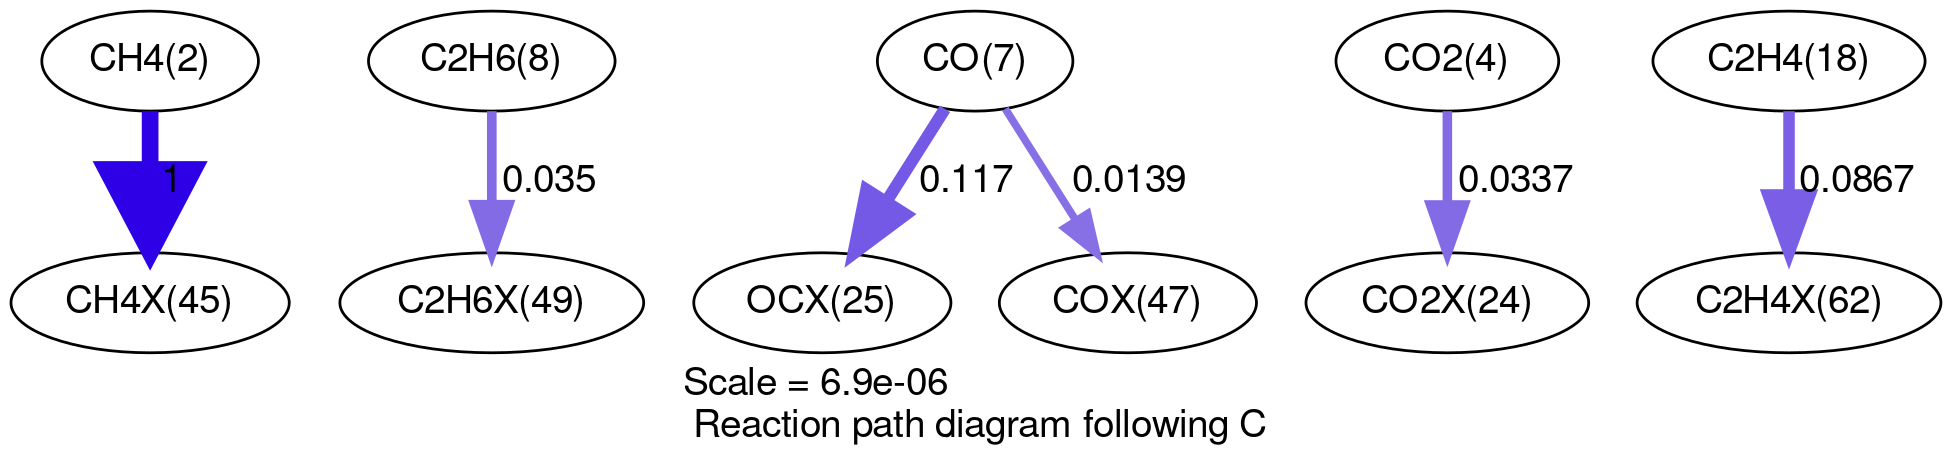 CH4(2)
C2H6(8)
CO(7)
CO2(4)
C2H4(18)
1
0.035
0.117
0.0139
0.0337
0.0867
CH4X(45)
C2H6X(49)
OCX(25)
COX(47)
CO2X(24)
C2H4X(62)
Scale = 6.9e-06
Reaction path diagram following C